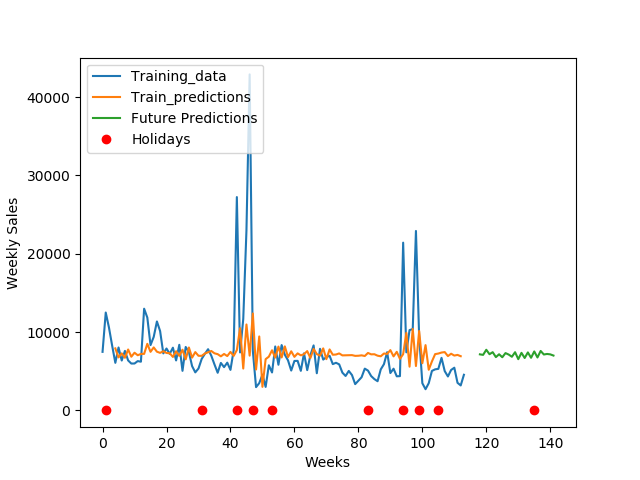 Training_data
Train_predictions
Future Predictions
Holidays
40000
30000
20000
10000
0
Weekly Sales
0 20 40 60 80 100 120 140
Weeks